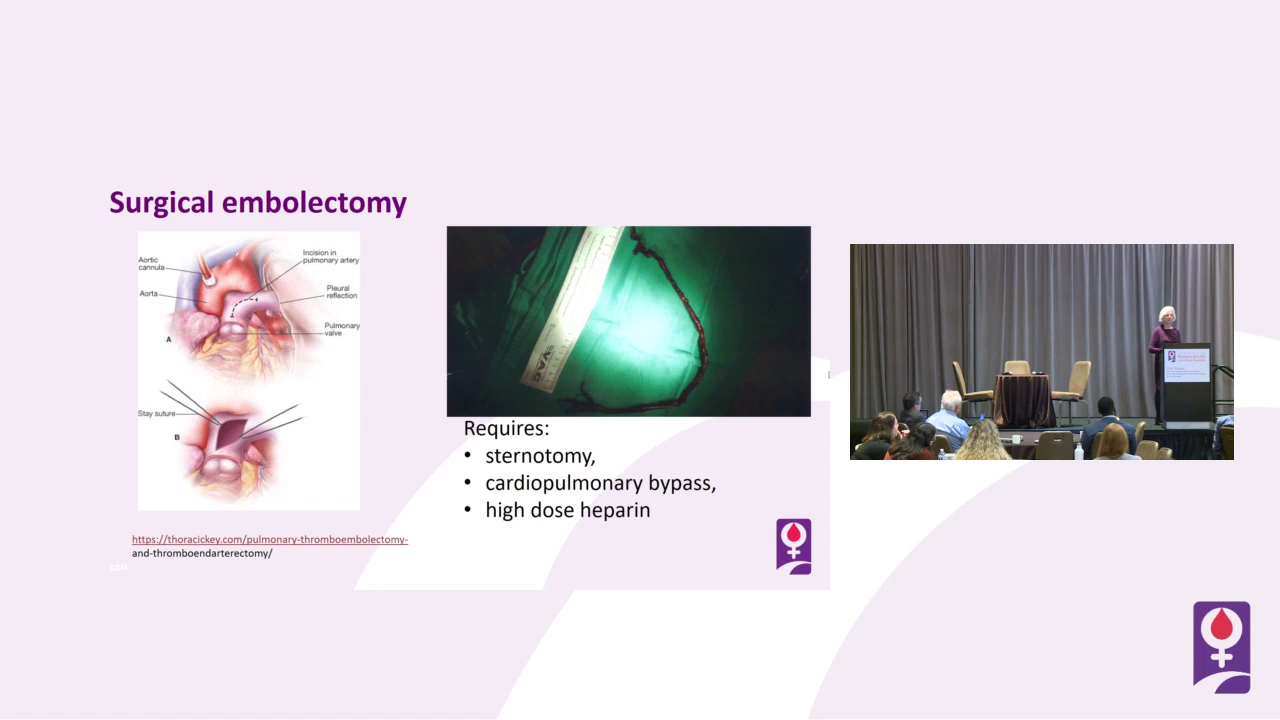 Surgical embolectomy
Aortic
cannula
Incision in
pulmonary artery
Aorta
Pleural
reflection
Pulmonary
valve
A
Stay suture
B
Requires:
• sternotomy,
• cardiopulmonary bypass,
• high dose heparin
https://thoracickey.com/pulmonary-thromboembolectomy-
and-thromboendarterectomy/